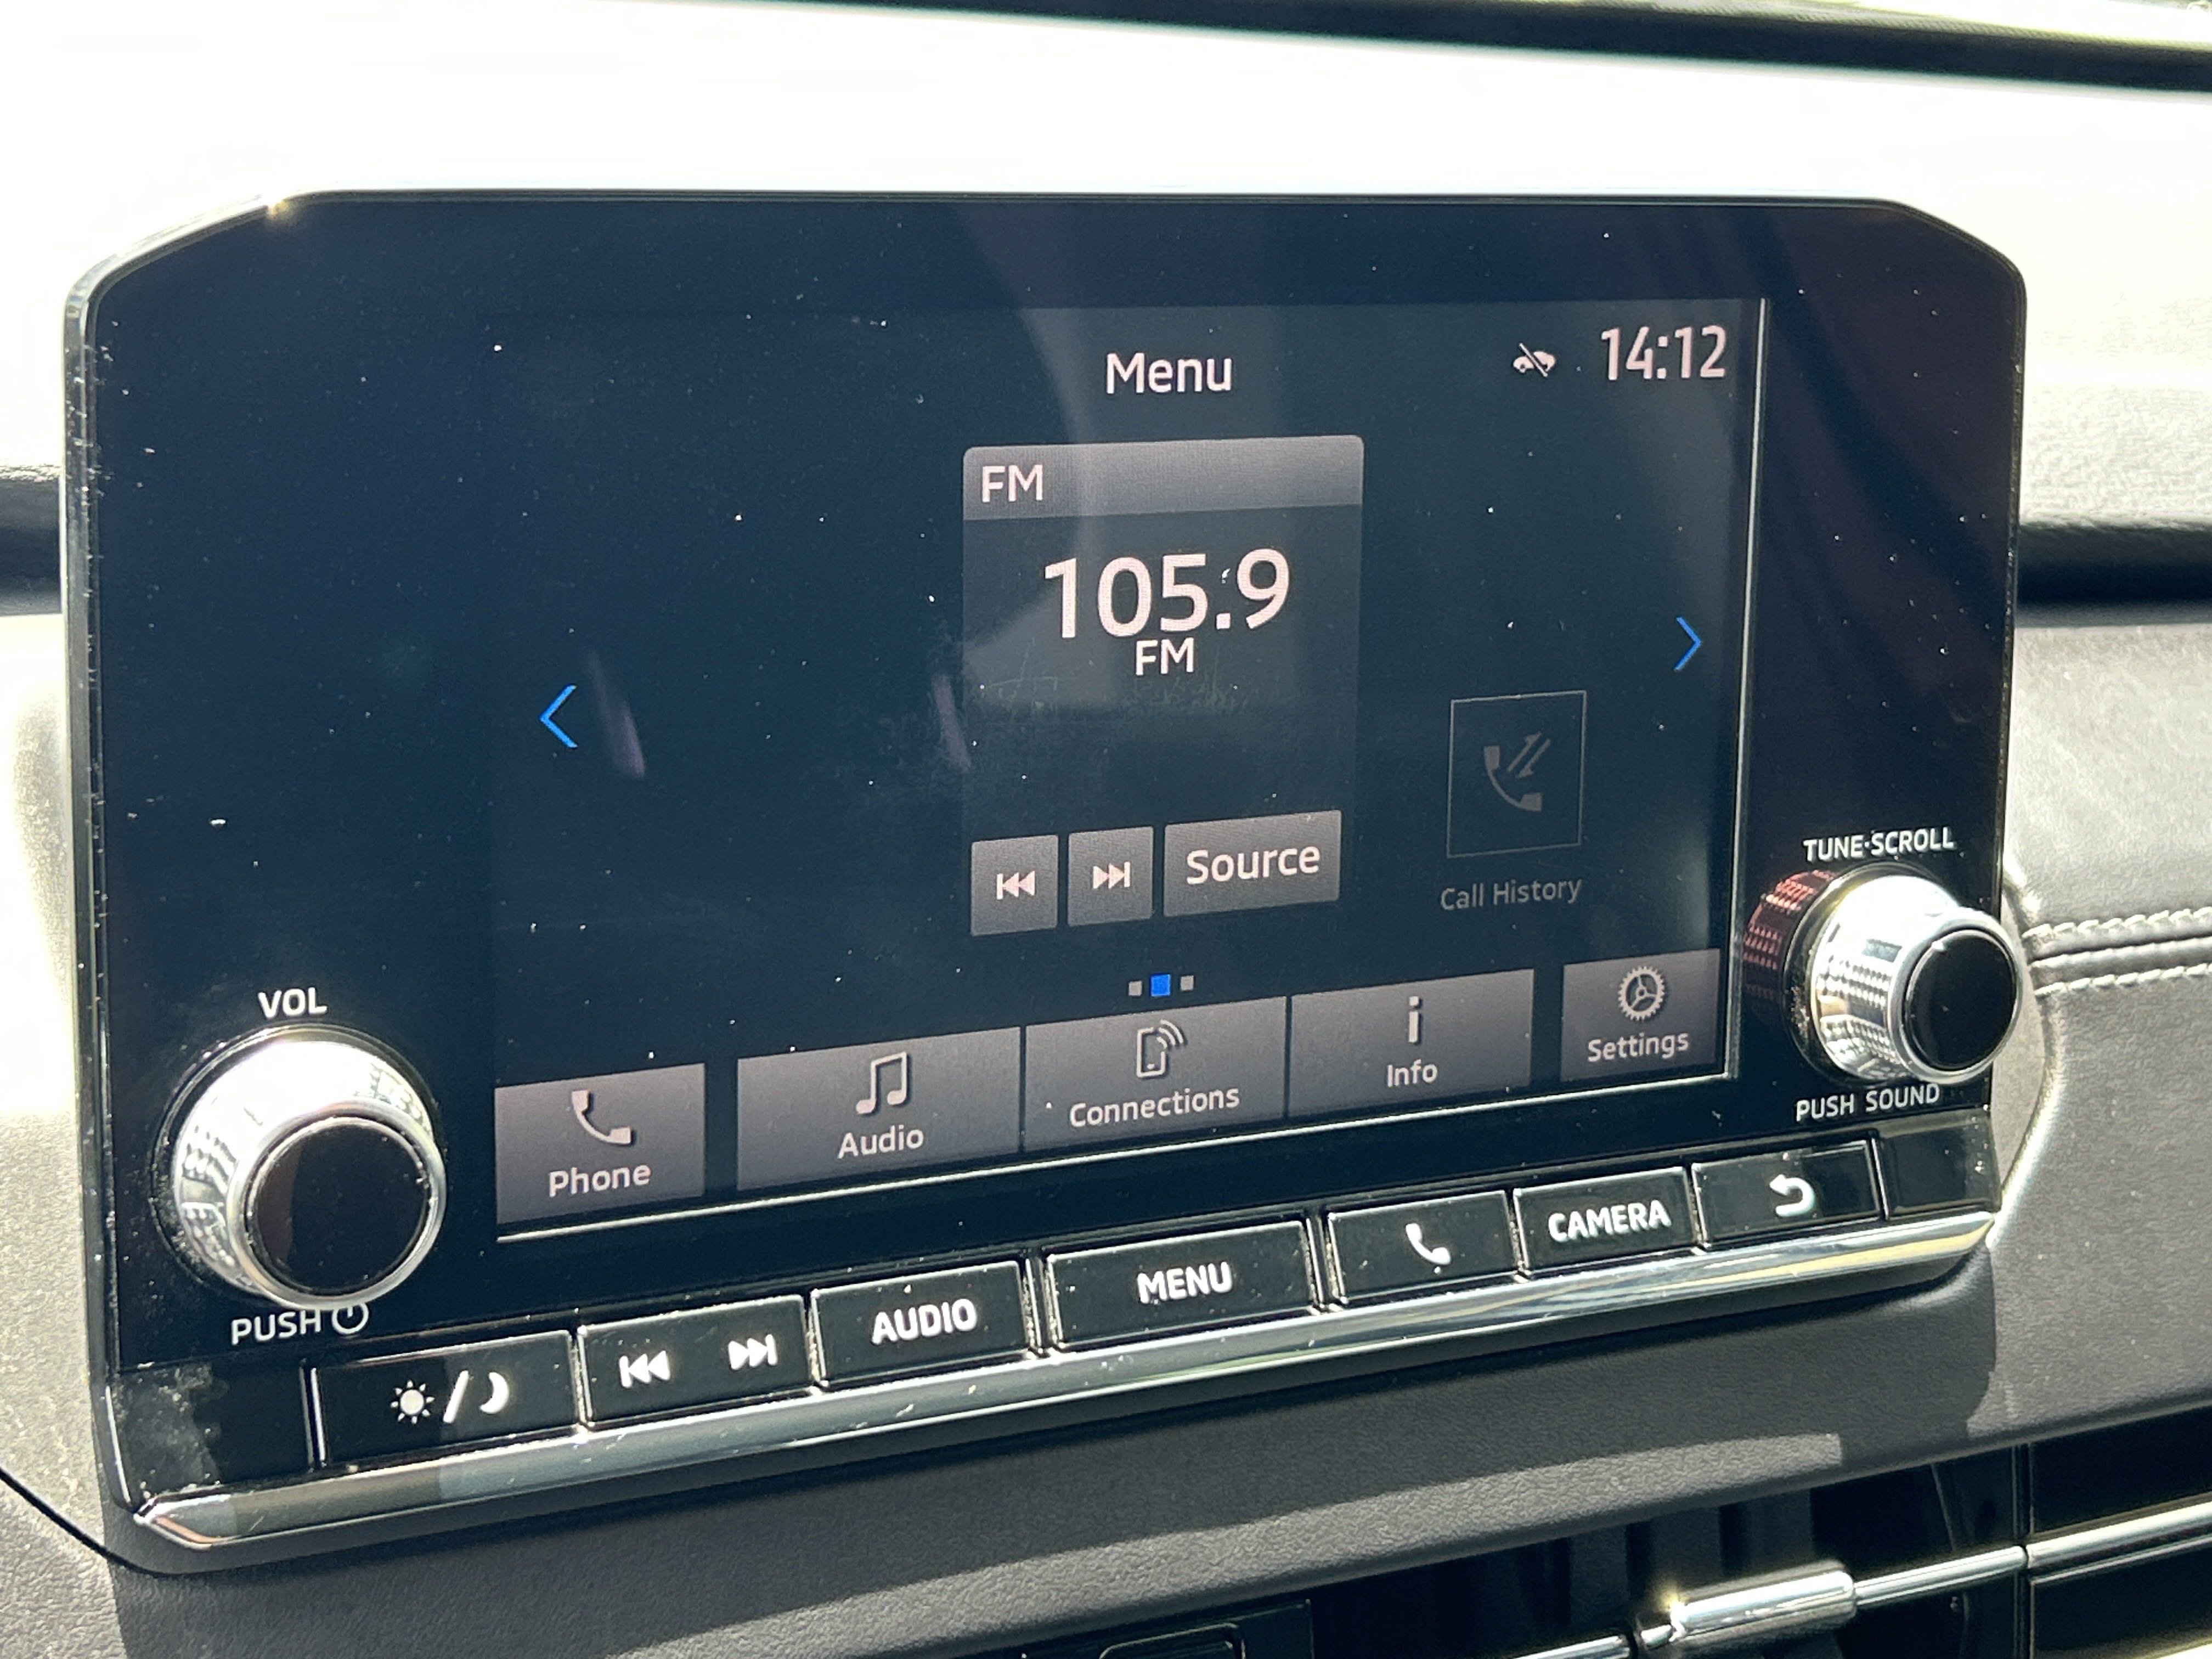 Menu
14:12
FM
105.9
FM
Source
Call History
TUNE·SCROLL
VOL
Phone
Audio
Connections
Info
Settings
PUSH SOUND
PUSH
AUDIO
MENU
CAMERA